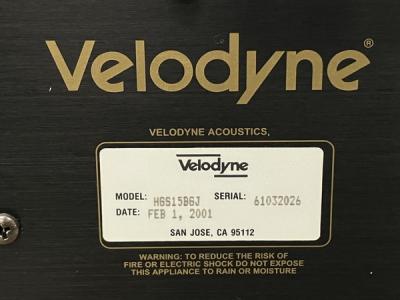 Velodyne®
VELODYNE ACOUSTICS,
Velodyne
MODEL: HGS15BGJ SERIAL: 61032026
DATE: FEB 1, 2001
SAN JOSE, CA 95112
WARNING: TO REDUCE THE RISK OF
FIRE OR ELECTRIC SHOCK DO NOT EXPOSE
THIS APPLIANCE TO RAIN OR MOISTURE